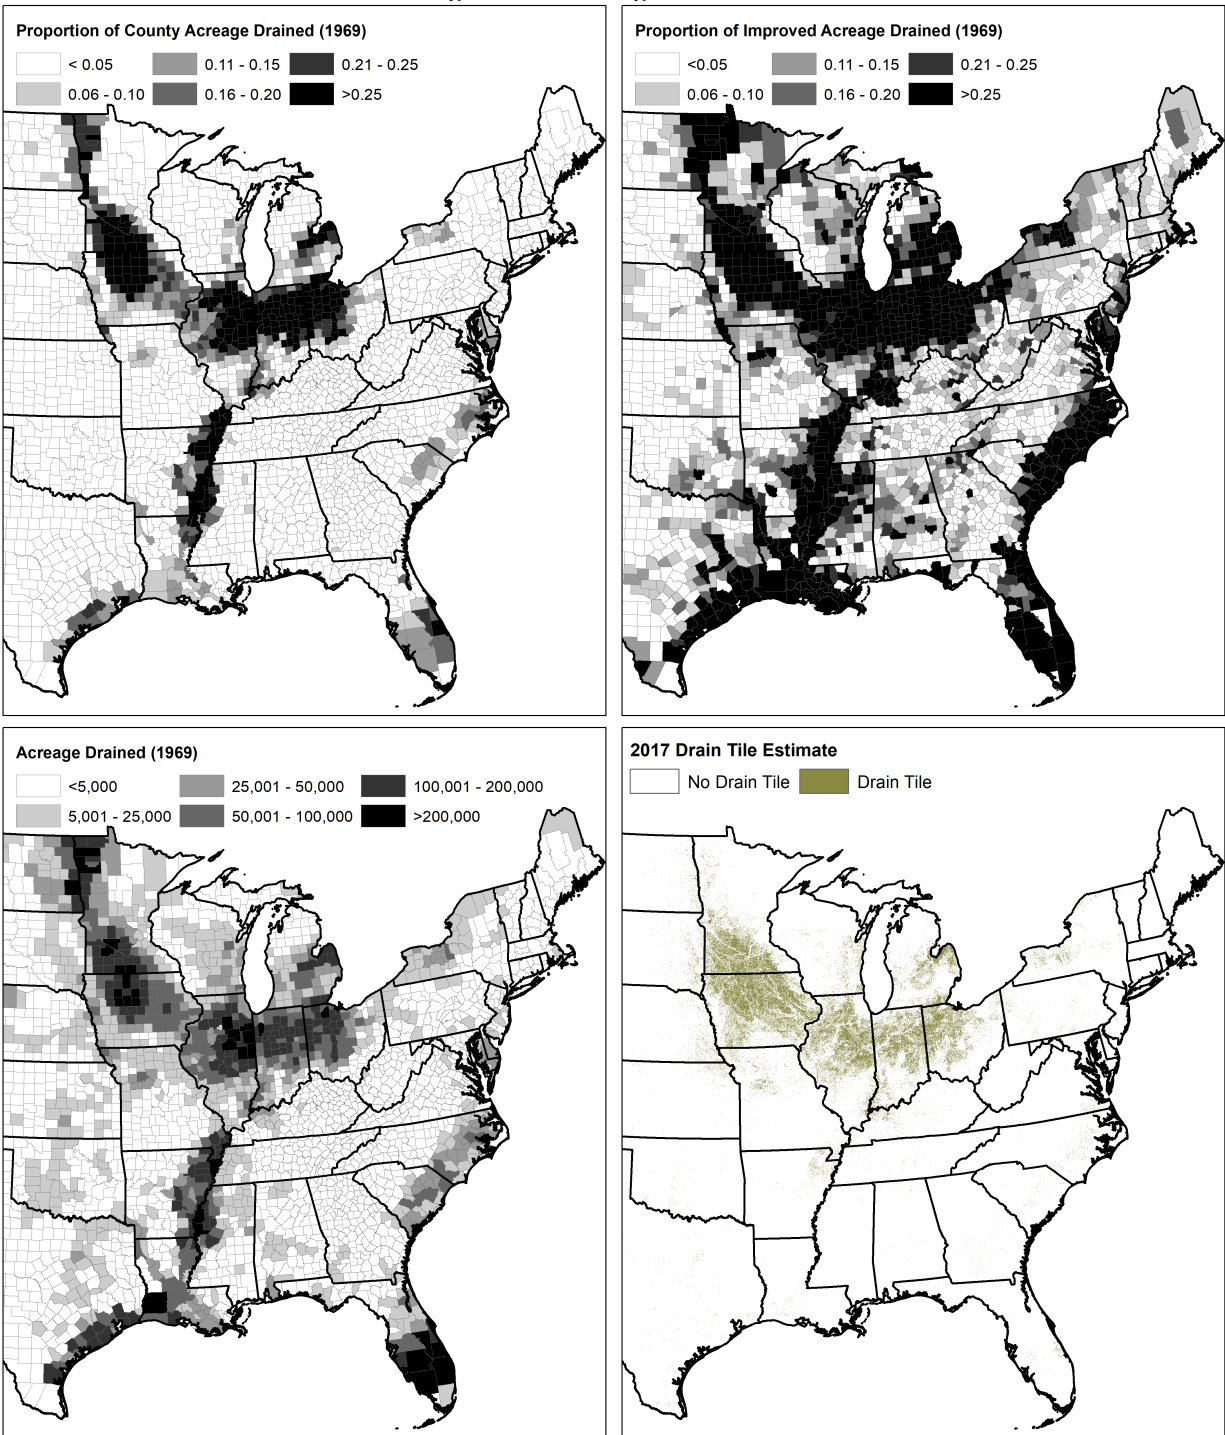 Proportion of County Acreage Drained (1969)
< 0.05
0.11 - 0.15
0.21 - 0.25
0.06 - 0.10
0.16 - 0.20
>0.25
Proportion of Improved Acreage Drained (1969)
<0.05
0.11 - 0.15
0.21 - 0.25
0.06 - 0.10
0.16 - 0.20
>0.25
Acreage Drained (1969)
<5,000
25,001 - 50,000
100,001 - 200,000
5,001 - 25,000
50,001 - 100,000
>200,000
2017 Drain Tile Estimate
No Drain Tile
Drain Tile